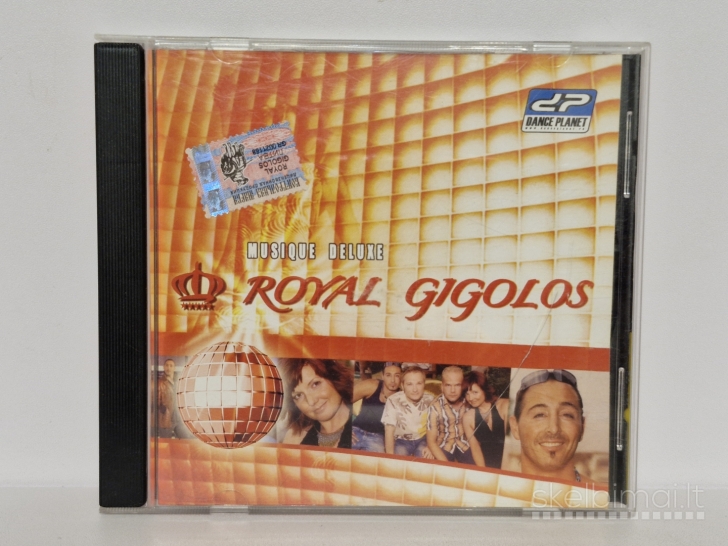 dp
DANCE PLANET
ROYAL
GIGOLOS
MUSIQUE DELUXE
ROYAL GIGOLOS
skelbimai.lt